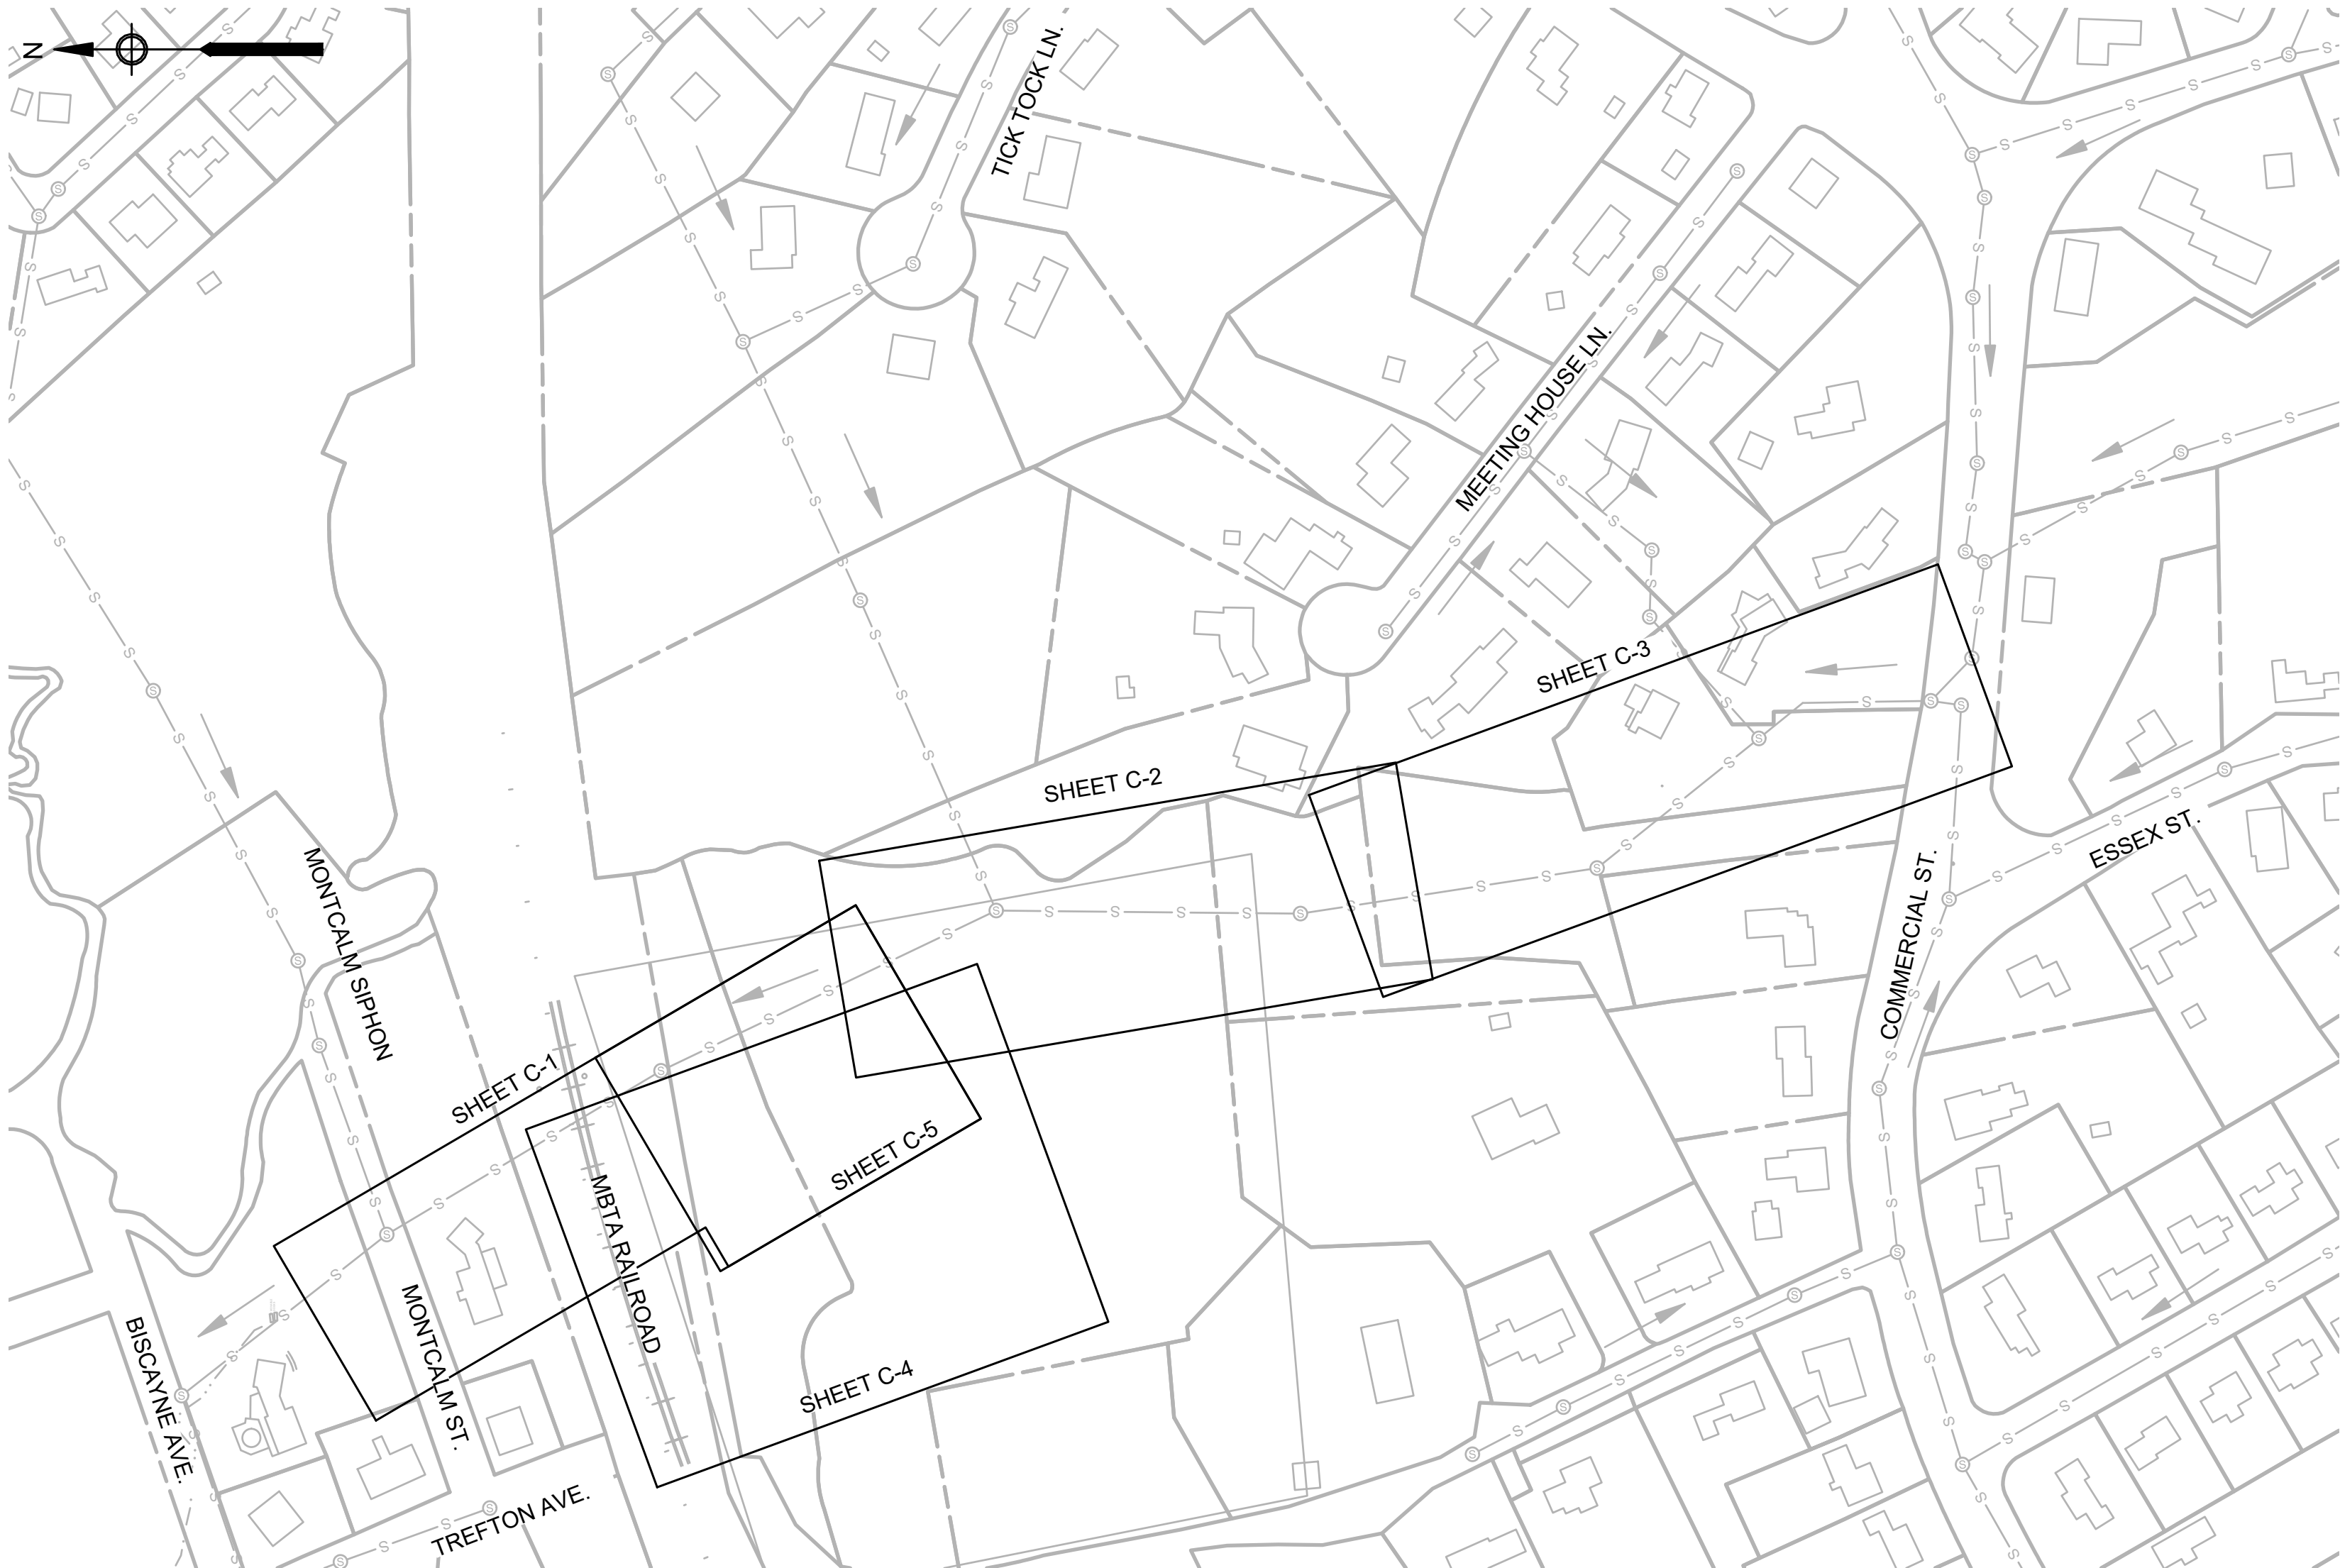 N
TICK TOCK LN.
MEETING HOUSE LN.
SHEET C-3
SHEET C-2
ESSEX ST.
COMMERCIAL ST.
MONTCALM SIPHON
SHEET C-1
SHEET C-5
MBTA RAILROAD
MONTCALM ST.
BISCAYNE AVE.
SHEET C-4
TREFTON AVE.